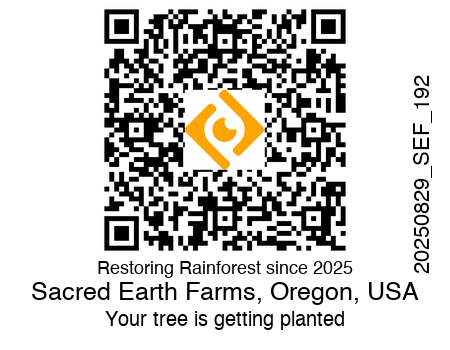 Restoring Rainforest since 2025
Sacred Earth Farms, Oregon, USA
Your tree is getting planted
20250829_SEF_192